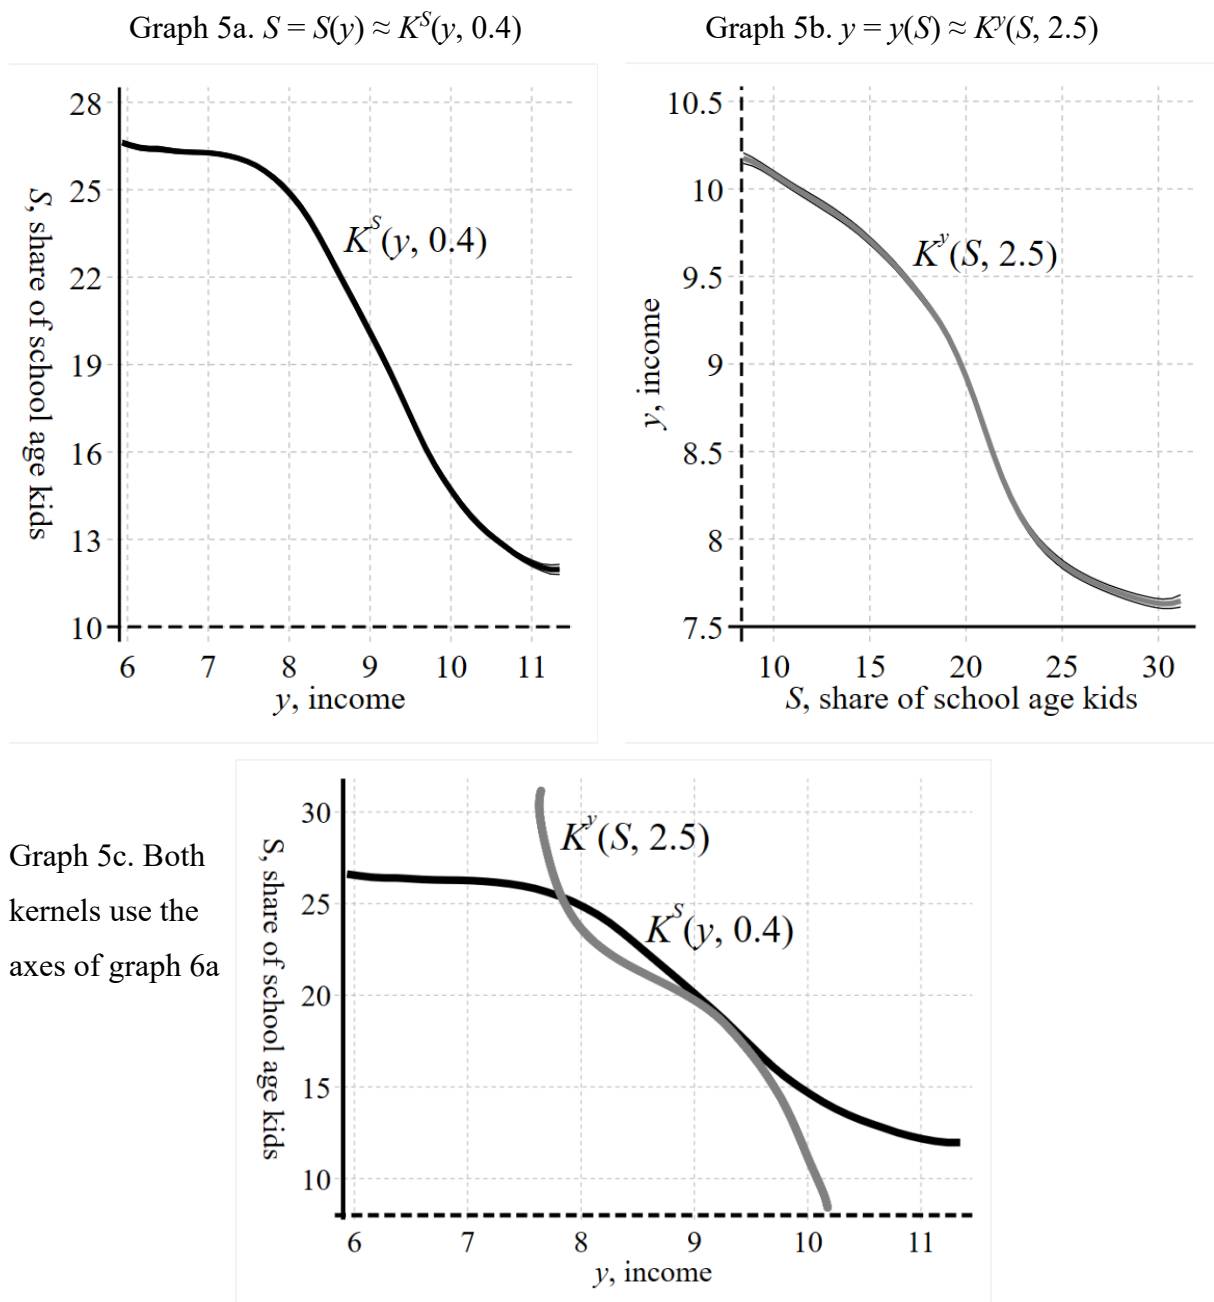 Graph 5a. S = S(y) ≈ K^S(y, 0.4)
28
25
22
19
16
13
10
S, share of school age kids
K^S(y, 0.4)
6 7 8 9 10 11
y, income
Graph 5b. y = y(S) ≈ K^y(S, 2.5)
10.5
10
9.5
9
8.5
8
7.5
y, income
K^y(S, 2.5)
10 15 20 25 30
S, share of school age kids
Graph 5c. Both
kernels use the
axes of graph 6a
30
25
20
15
10
S, share of school age kids
K^y(S, 2.5)
K^S(y, 0.4)
6 7 8 9 10 11
y, income